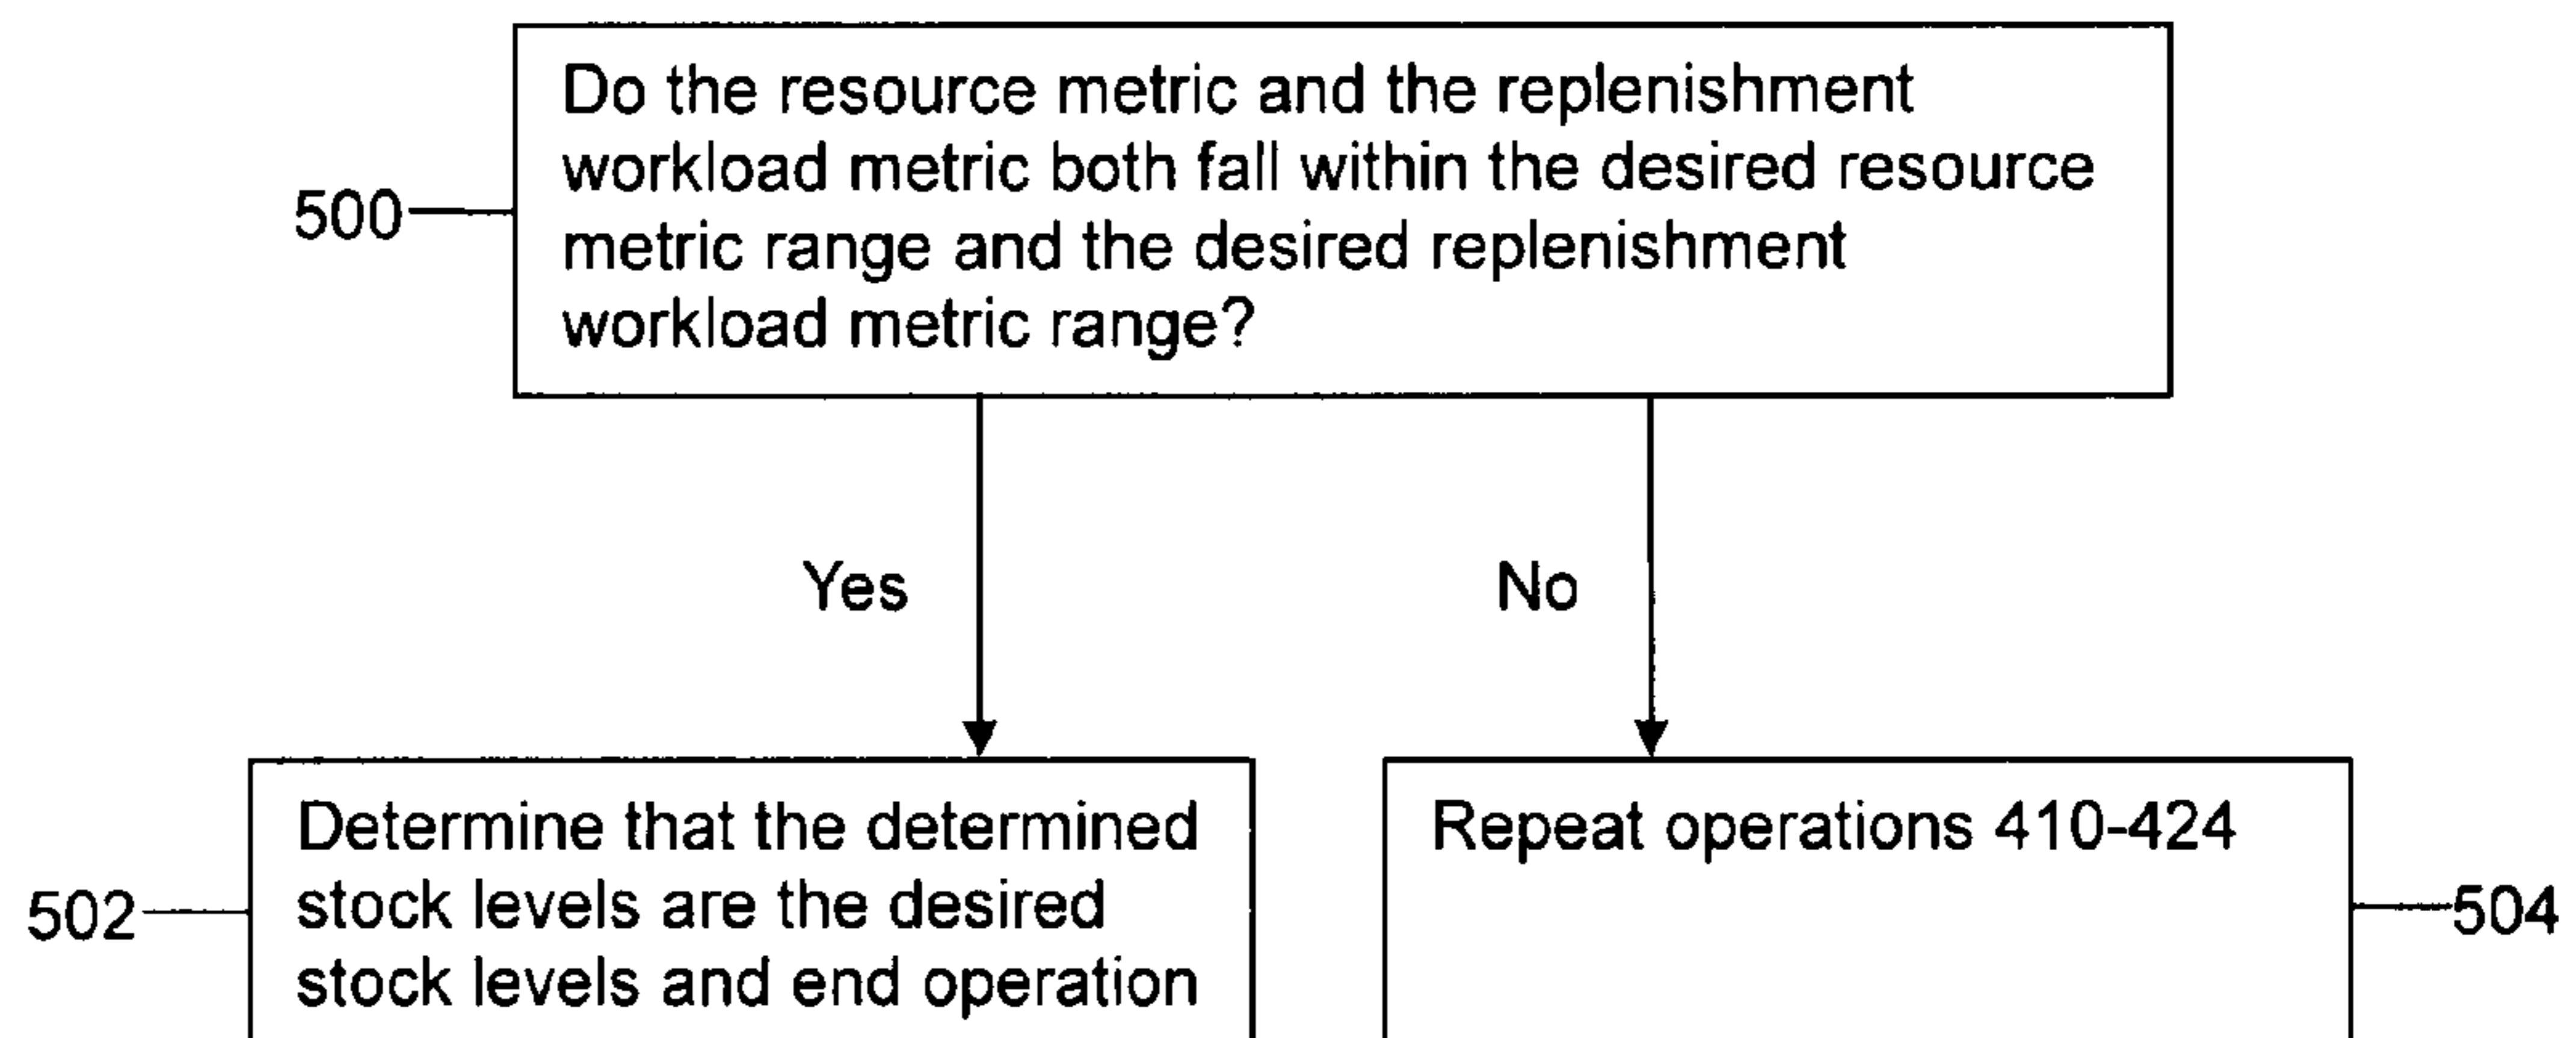 Do the resource metric and the replenishment
workload metric both fall within the desired resource
metric range and the desired replenishment
workload metric range?
500
Yes
No
Determine that the determined
stock levels are the desired
stock levels and end operation
502
Repeat operations 410-424
504